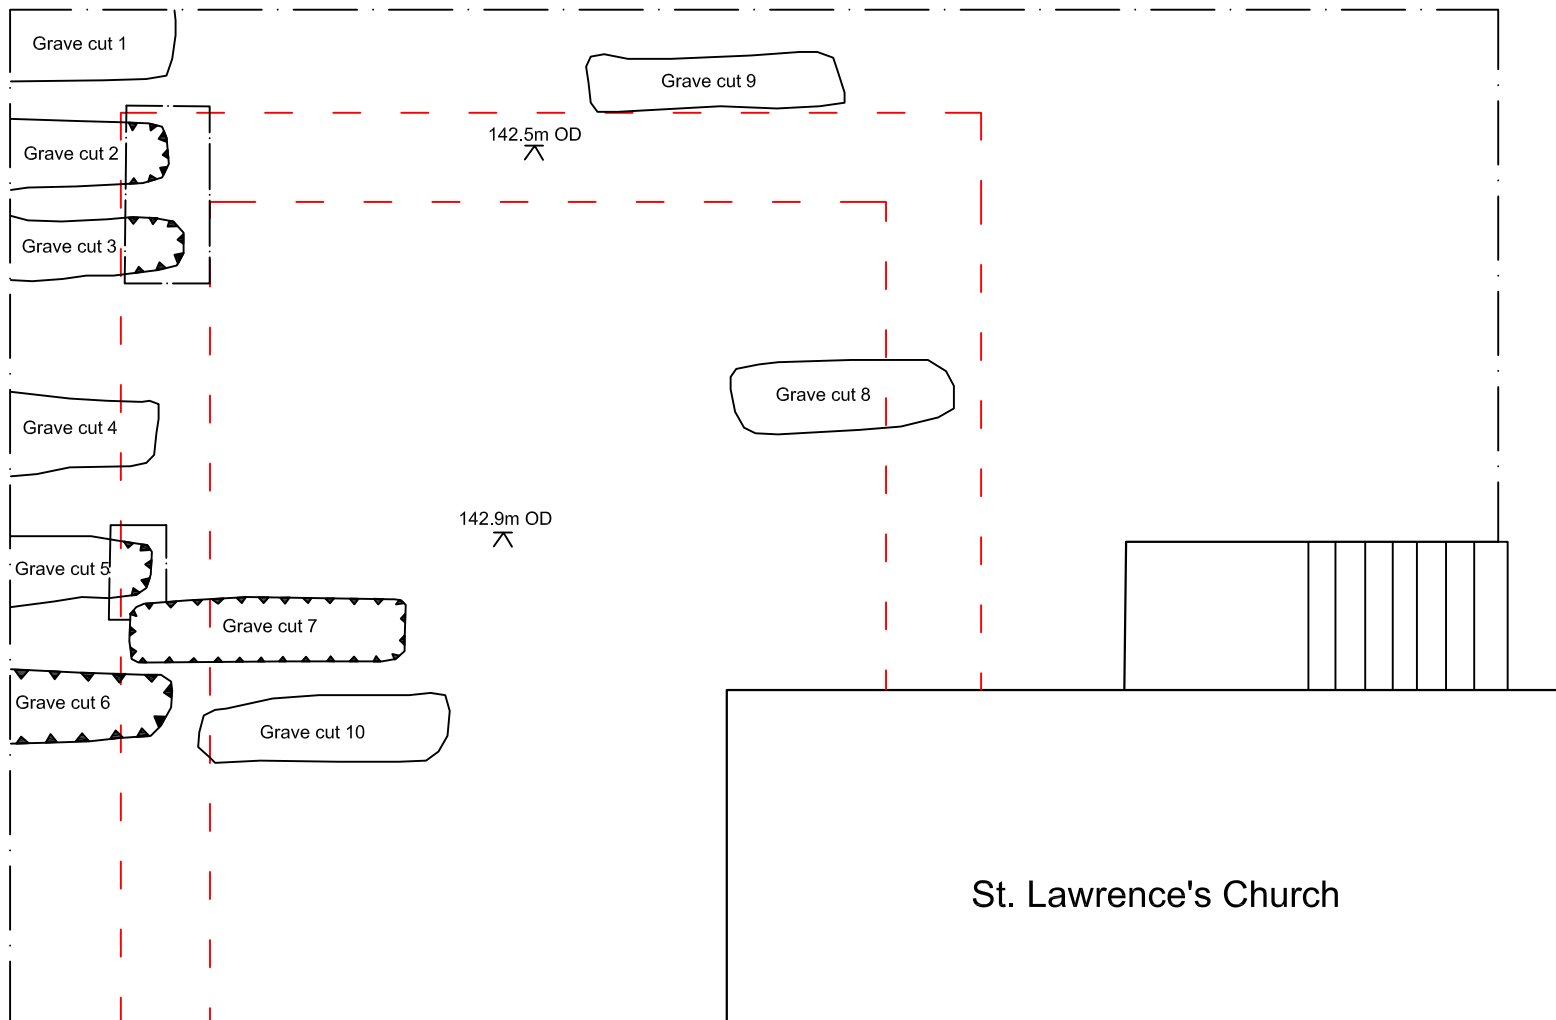 Grave cut 1
Grave cut 9
142.5m OD
Grave cut 2
Grave cut 3
Grave cut 8
Grave cut 4
142.9m OD
Grave cut 5
Grave cut 7
Grave cut 6
Grave cut 10
St. Lawrence's Church